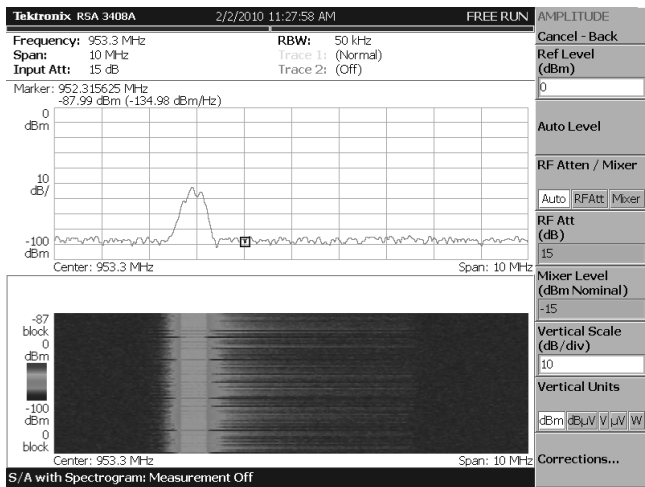 Tektronix RSA 3408A 2/2/2010 11:27:58 AM FREE RUN
Frequency: 953.3 MHz RBW: 50 kHz
Span: 10 MHz Trace 1: (Normal)
Input Att: 15 dB Trace 2: (Off)
Marker: 952.315625 MHz
-87.99 dBm (-134.98 dBm/Hz)
0
dBm
10
dB/
-100
dBm
Center: 953.3 MHz Span: 10 MHz
-87
block
0
dBm
-100
dBm
0
block
Center: 953.3 MHz Span: 10 MHz
S/A with Spectrogram: Measurement Off
AMPLITUDE
Cancel - Back
Ref Level
(dBm)
0
Auto Level
RF Atten / Mixer
Auto RFAtt Mixer
RF Att
(dB)
15
Mixer Level
(dBm Nominal)
-15
Vertical Scale
(dB/div)
10
Vertical Units
dBm dBµV V µV W
Corrections...